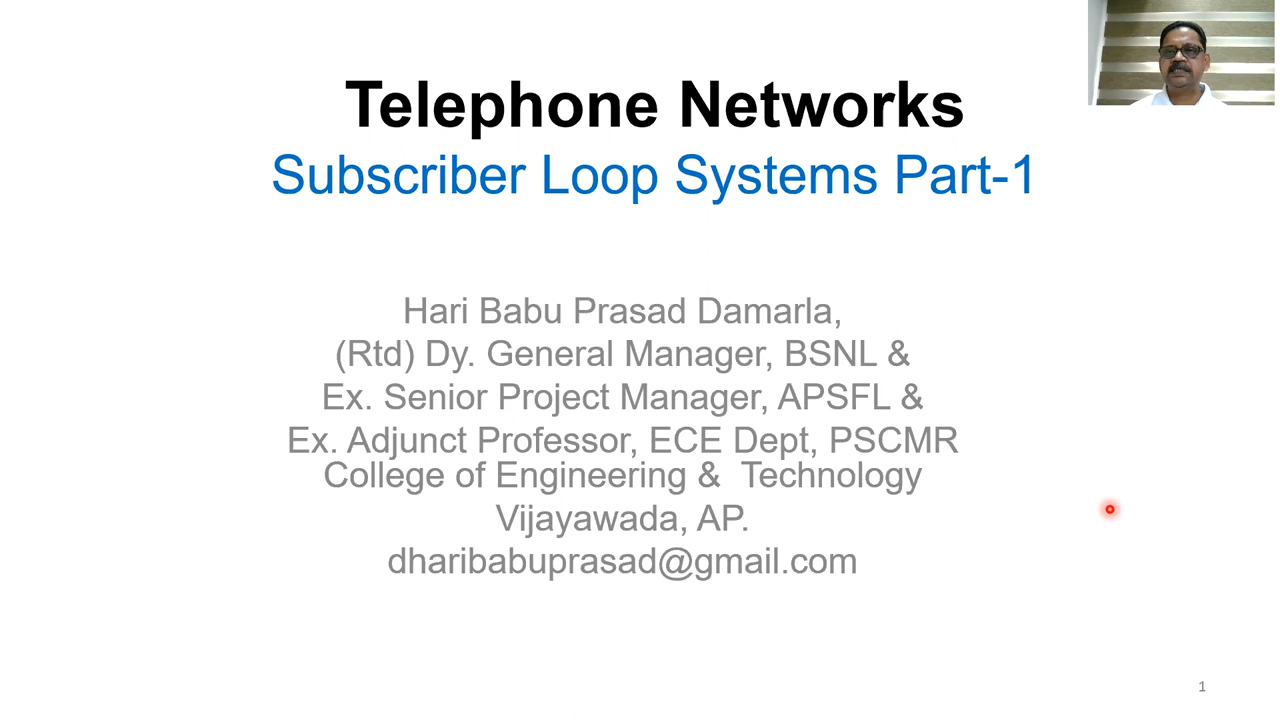 Telephone Networks
Subscriber Loop Systems Part-1
Hari Babu Prasad Damarla,
(Rtd) Dy. General Manager, BSNL &
Ex. Senior Project Manager, APSFL &
Ex. Adjunct Professor, ECE Dept, PSCMR
College of Engineering & Technology
Vijayawada, AP.
dharibabuprasad@gmail.com
1